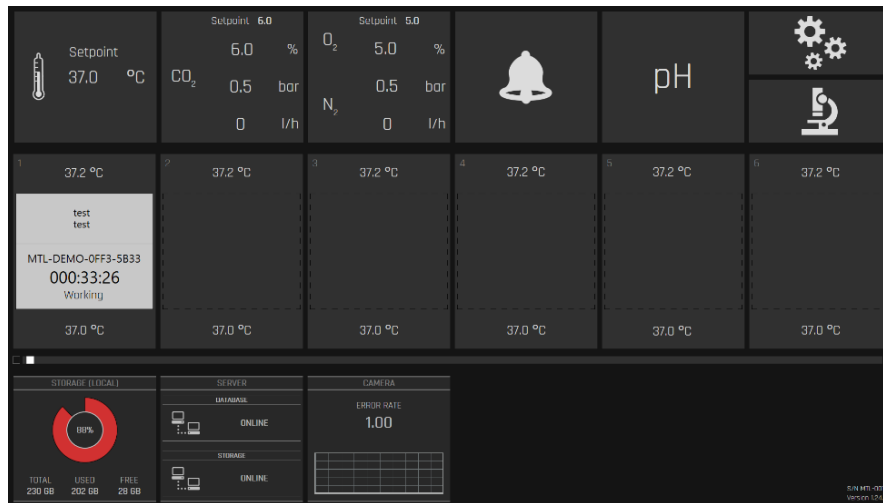 Setpoint
37.0 °C
Setpoint 6.0
CO2
6.0 %
0.5 bar
0 l/h
Setpoint 5.0
O2
5.0 %
0.5 bar
N2
0 l/h
pH
1
37.2 °C
2
37.2 °C
3
37.2 °C
4
37.2 °C
5
37.2 °C
6
37.2 °C
test
test
MTL-DEMO-0FF3-5B33
000:33:26
Working
37.0 °C
37.0 °C
37.0 °C
37.0 °C
37.0 °C
37.0 °C
STORAGE (LOCAL)
88%
TOTAL USED FREE
230 GB 202 GB 28 GB
SERVER
DATABASE
ONLINE
STORAGE
ONLINE
CAMERA
ERROR RATE
1.00
S/N MTL-
Version 1.24